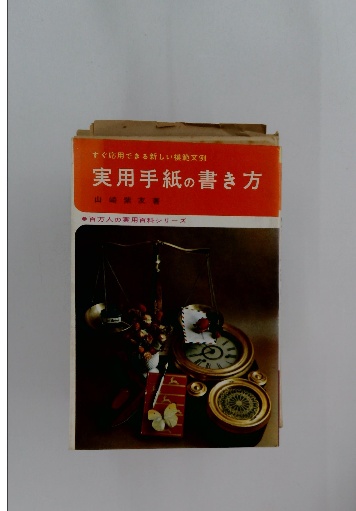 すぐ応用できる新しい模範文例
実用手紙の書き方
●百万人の実用百科シリーズ